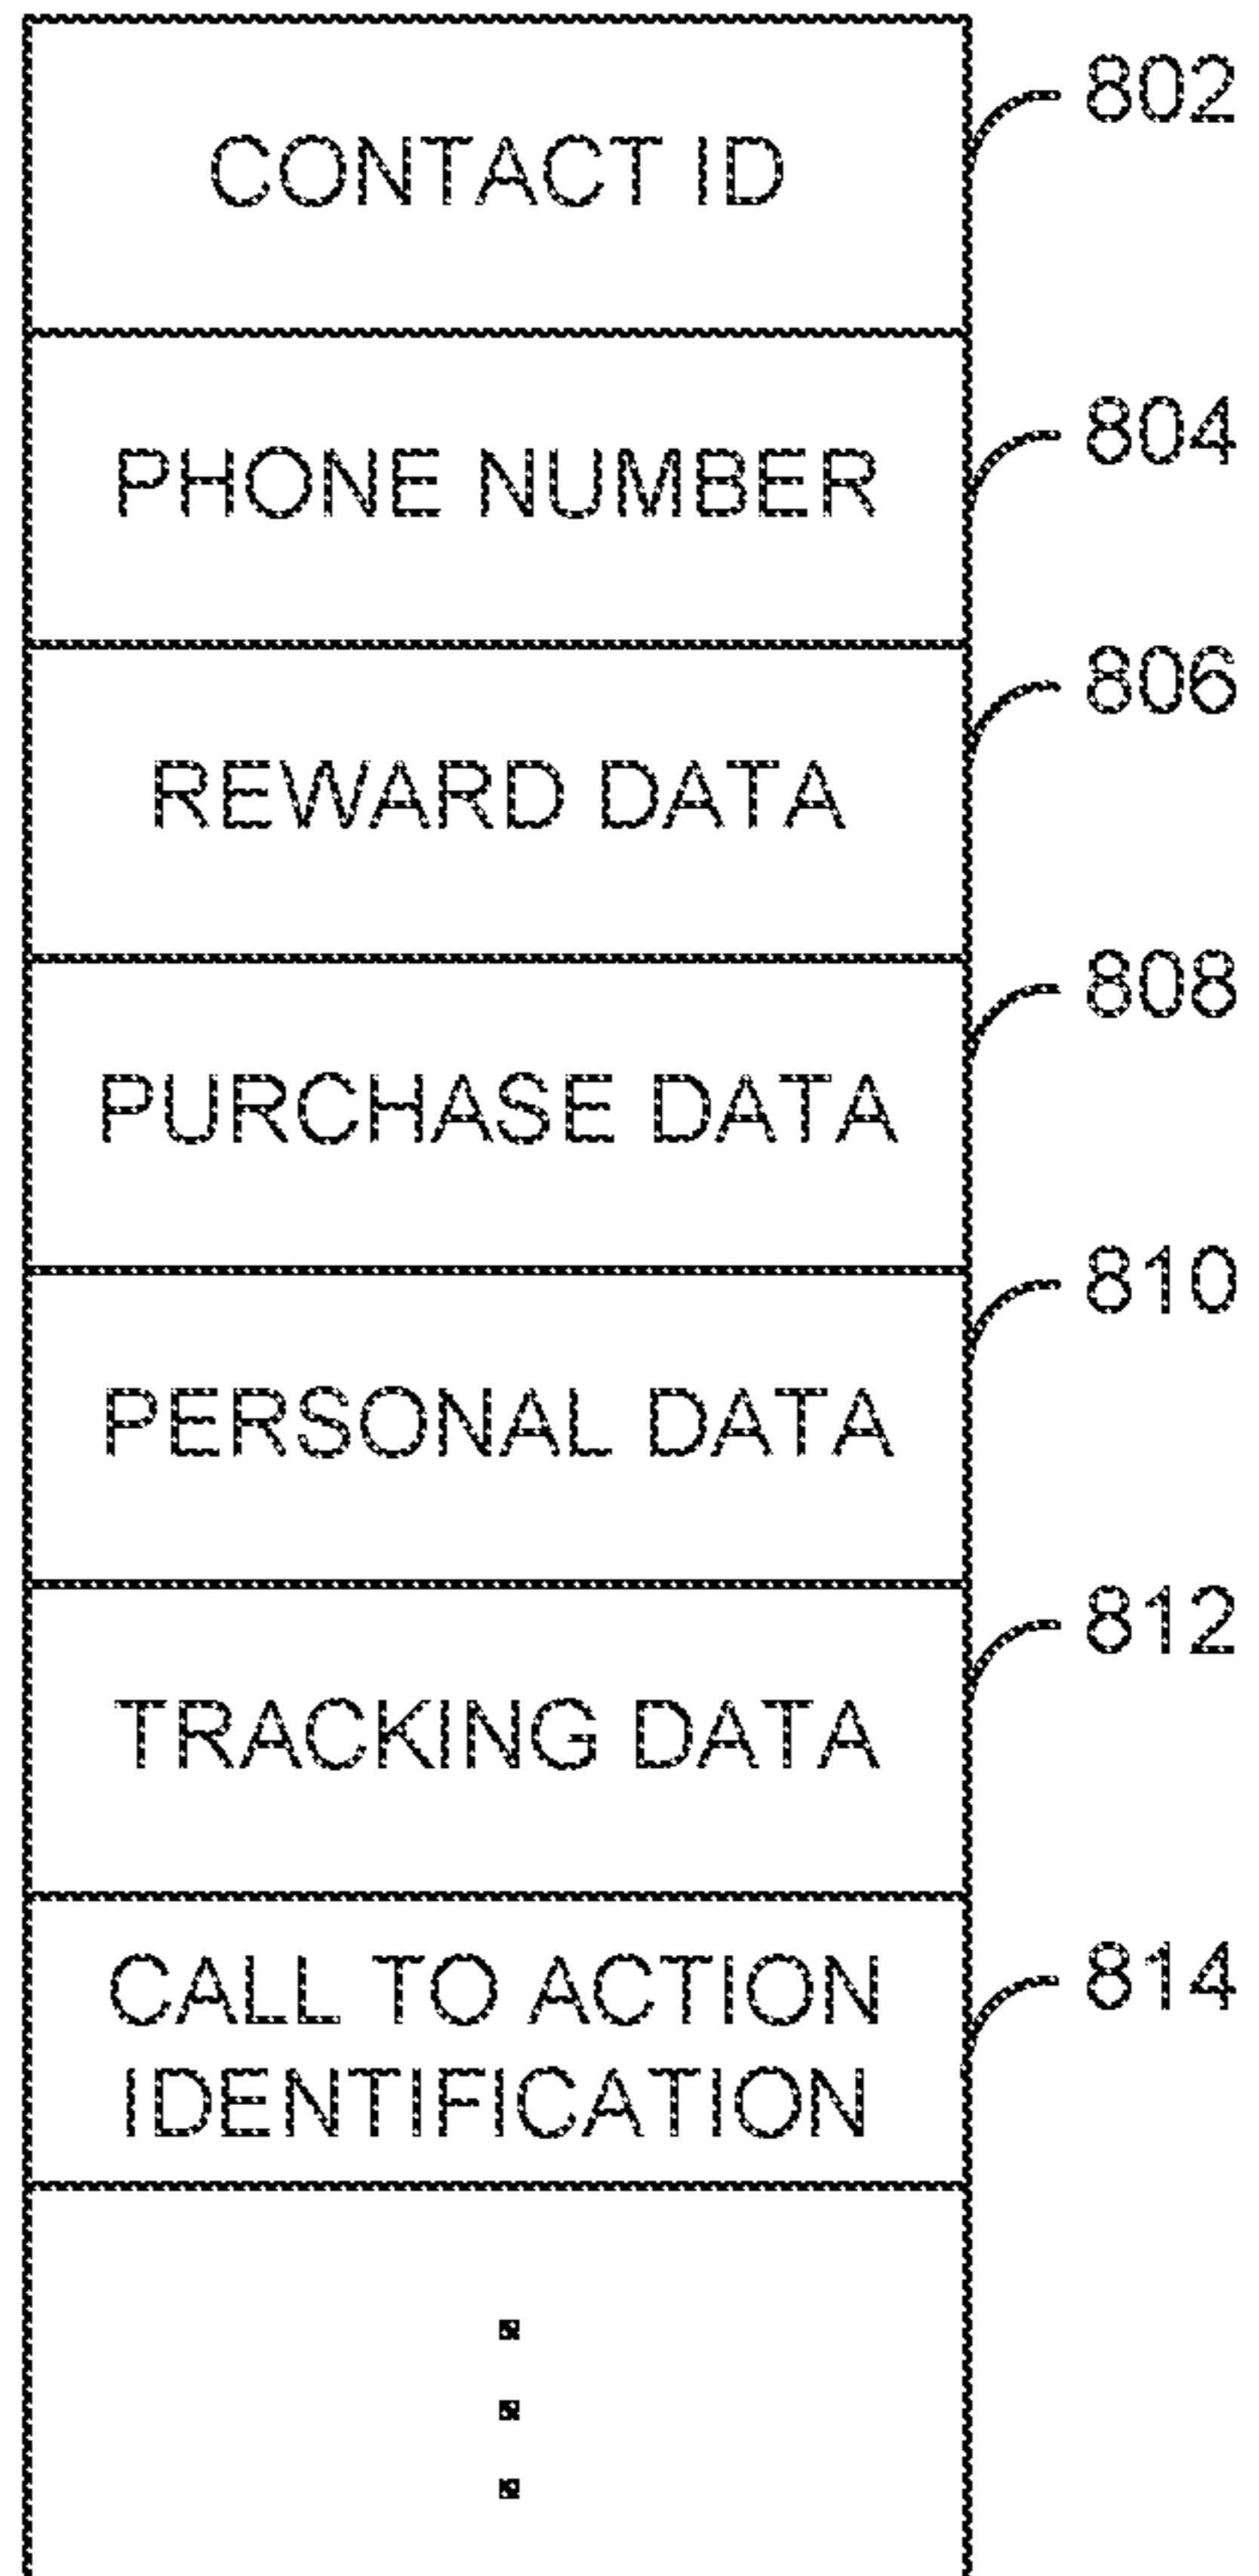 CONTACT ID
802
PHONE NUMBER
804
REWARD DATA
806
PURCHASE DATA
808
PERSONAL DATA
810
TRACKING DATA
812
CALL TO ACTION
IDENTIFICATION
814